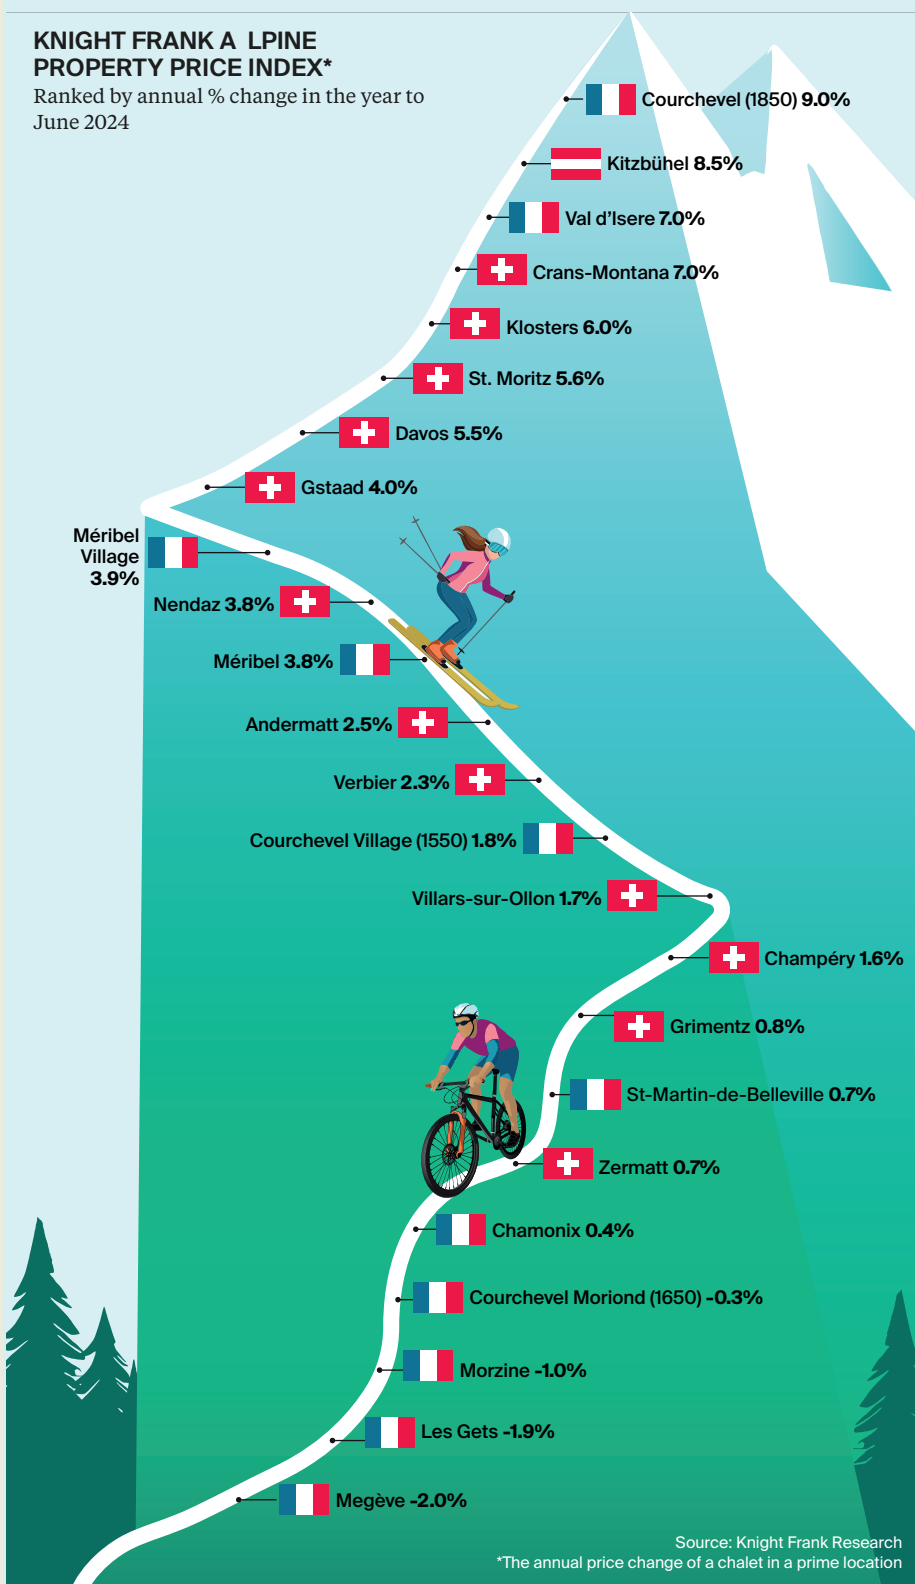 KNIGHT FRANK A LPINE
PROPERTY PRICE INDEX*
Ranked by annual % change in the year to
June 2024
Courchevel (1850) 9.0%
Kitzbühel 8.5%
Val d’Isere 7.0%
Crans-Montana 7.0%
Klosters 6.0%
St. Moritz 5.6%
Davos 5.5%
Gstaad 4.0%
Méribel
Village
3.9%
Nendaz 3.8%
Méribel 3.8%
Andermatt 2.5%
Verbier 2.3%
Courchevel Village (1550) 1.8%
Villars-sur-Ollon 1.7%
Champéry 1.6%
Grimentz 0.8%
St-Martin-de-Belleville 0.7%
Zermatt 0.7%
Chamonix 0.4%
Courchevel Moriond (1650) -0.3%
Morzine -1.0%
Les Gets -1.9%
Megève -2.0%
Source: Knight Frank Research
*The annual price change of a chalet in a prime location